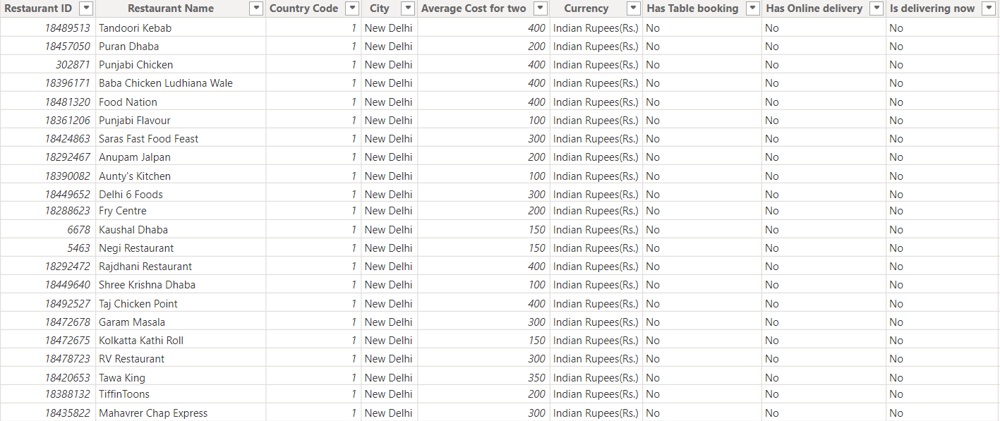 Restaurant ID Restaurant Name Country Code City Average Cost for two Currency Has Table booking Has Online delivery Is delivering now
18489513 Tandoori Kebab 1 New Delhi 400 Indian Rupees(Rs.) No No No
18457050 Puran Dhaba 1 New Delhi 200 Indian Rupees(Rs.) No No No
302871 Punjabi Chicken 1 New Delhi 400 Indian Rupees(Rs.) No No No
18396171 Baba Chicken Ludhiana Wale 1 New Delhi 400 Indian Rupees(Rs.) No No No
18481320 Food Nation 1 New Delhi 400 Indian Rupees(Rs.) No No No
18361206 Punjabi Flavour 1 New Delhi 100 Indian Rupees(Rs.) No No No
18424863 Saras Fast Food Feast 1 New Delhi 300 Indian Rupees(Rs.) No No No
18292467 Anupam Jalpan 1 New Delhi 200 Indian Rupees(Rs.) No No No
18390082 Aunty's Kitchen 1 New Delhi 100 Indian Rupees(Rs.) No No No
18449652 Delhi 6 Foods 1 New Delhi 300 Indian Rupees(Rs.) No No No
18288623 Fry Centre 1 New Delhi 200 Indian Rupees(Rs.) No No No
6678 Kaushal Dhaba 1 New Delhi 150 Indian Rupees(Rs.) No No No
5463 Negi Restaurant 1 New Delhi 150 Indian Rupees(Rs.) No No No
18292472 Rajdhani Restaurant 1 New Delhi 400 Indian Rupees(Rs.) No No No
18449640 Shree Krishna Dhaba 1 New Delhi 100 Indian Rupees(Rs.) No No No
18492527 Taj Chicken Point 1 New Delhi 400 Indian Rupees(Rs.) No No No
18472678 Garam Masala 1 New Delhi 300 Indian Rupees(Rs.) No No No
18472675 Kolkatta Kathi Roll 1 New Delhi 150 Indian Rupees(Rs.) No No No
18478723 RV Restaurant 1 New Delhi 300 Indian Rupees(Rs.) No No No
18420653 Tawa King 1 New Delhi 350 Indian Rupees(Rs.) No No No
18388132 TiffinToons 1 New Delhi 200 Indian Rupees(Rs.) No No No
18435822 Mahavrer Chap Express 1 New Delhi 300 Indian Rupees(Rs.) No No No